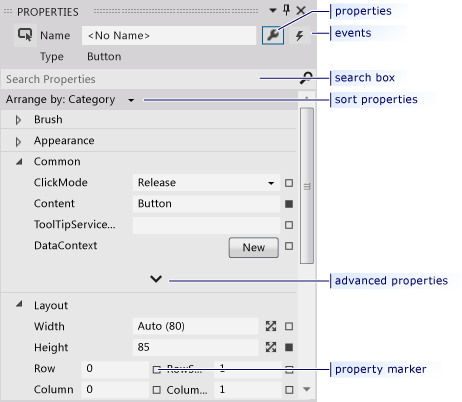 PROPERTIES
properties
Name <No Name>
events
Type Button
Search Properties
search box
Arrange by: Category
sort properties
Brush
Appearance
Common
ClickMode Release
Content Button
ToolTipService...
DataContext New
advanced properties
Layout
Width Auto (80)
Height 85
Row 0 RowS... 1
property marker
Column 0 Colum... 1